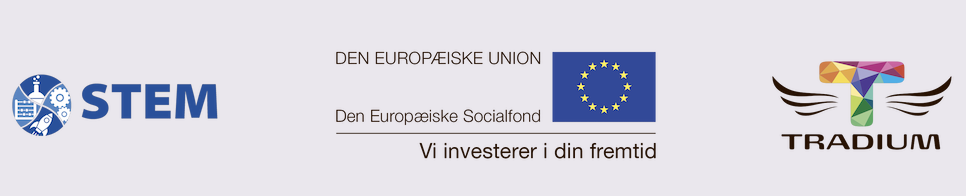 STEM
DEN EUROPÆISKE UNION
Den Europæiske Socialfond
Vi investerer i din fremtid
T
TRADIUM